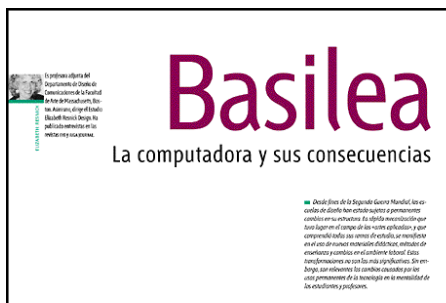 Es profesora adjunta del
Departamento de Diseño de
Comunicaciones de la Facultad
de Arte de Massachusetts, Bos-
ton. Asimismo, dirige el Estudio
Elizabeth Resnick Design. Ha
publicado entrevistas en las
revistas
ELIZABETH RESNICK
Basilea
La computadora y sus consecuencias
Desde fines de la Segunda Guerra Mundial, las es-
cuelas de diseño han estado sujetas a permanentes
cambios en su estructura. La rápida mecanización que
tuvo lugar en el campo de las «artes aplicadas», y que
comprendió todas sus ramas de estudio, se manifiesta
en el uso de nuevos materiales didácticos, métodos de
enseñanza y cambios en el ambiente laboral. Estas
transformaciones no son las más significativas. Sin em-
bargo, son relevantes los cambios causados por los
usos permanentes de la tecnología en la mentalidad de
los estudiantes y profesores.